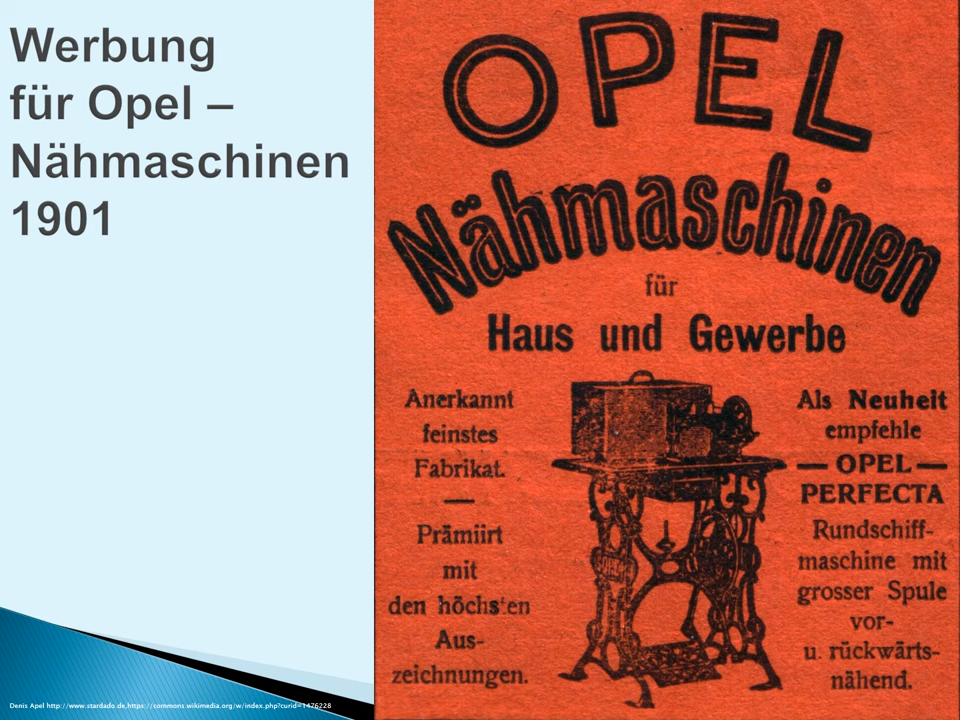 Werbung
für Opel –
Nähmaschinen
1901
OPEL
Nähmaschinen
für
Haus und Gewerbe
Anerkannt
feinstes
Fabrikat.
—
Prämiirt
mit
den höchsten
Aus-
zeichnungen.
Als Neuheit
empfehle
— OPEL —
PERFECTA
Rundschiff-
maschine mit
grosser Spule
vor-
u. rückwärts-
nähend.
Denis Apel http://www.stardado.de,https://commons.wikimedia.org/w/index.php?curid=1476228